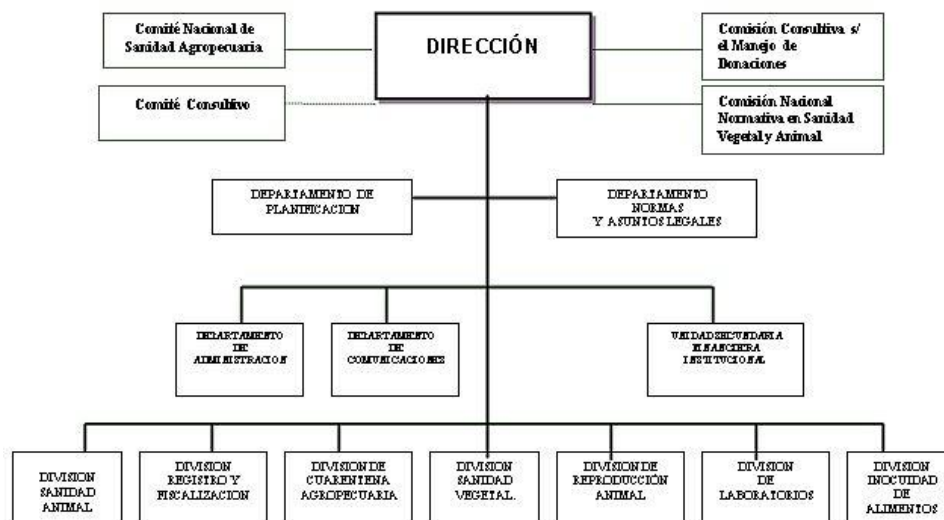 Comité Nacional de
Sanidad Agropecuaria
DIRECCIÓN
Comisión Consultiva s/
el Manejo de
Donaciones
Comité Consultivo
Comisión Nacional
Normativa en Sanidad
Vegetal y Animal
DEPARTAMENTO DE
PLANIFICACION
DEPARTAMENTO
NORMAS
Y ASUNTOS LEGALES
DEPARTAMENTO
DE
ADMINISTRACION
DEPARTAMENTO
DE
COMUNICACIONES
UNIDAD SECUNDARIA
FINANCIERA
INSTITUCIONAL
DIVISION
SANIDAD
ANIMAL
DIVISION
REGISTRO Y
FISCALIZACION
DIVISION DE
CUARENTENA
AGROPECUARIA
DIVISION
SANIDAD
VEGETAL.
DIVISION DE
REPRODUCCIÓN
ANIMAL
DIVISION
DE
LABORATORIOS
DIVISION
INOCUIDAD
DE
ALIMENTOS